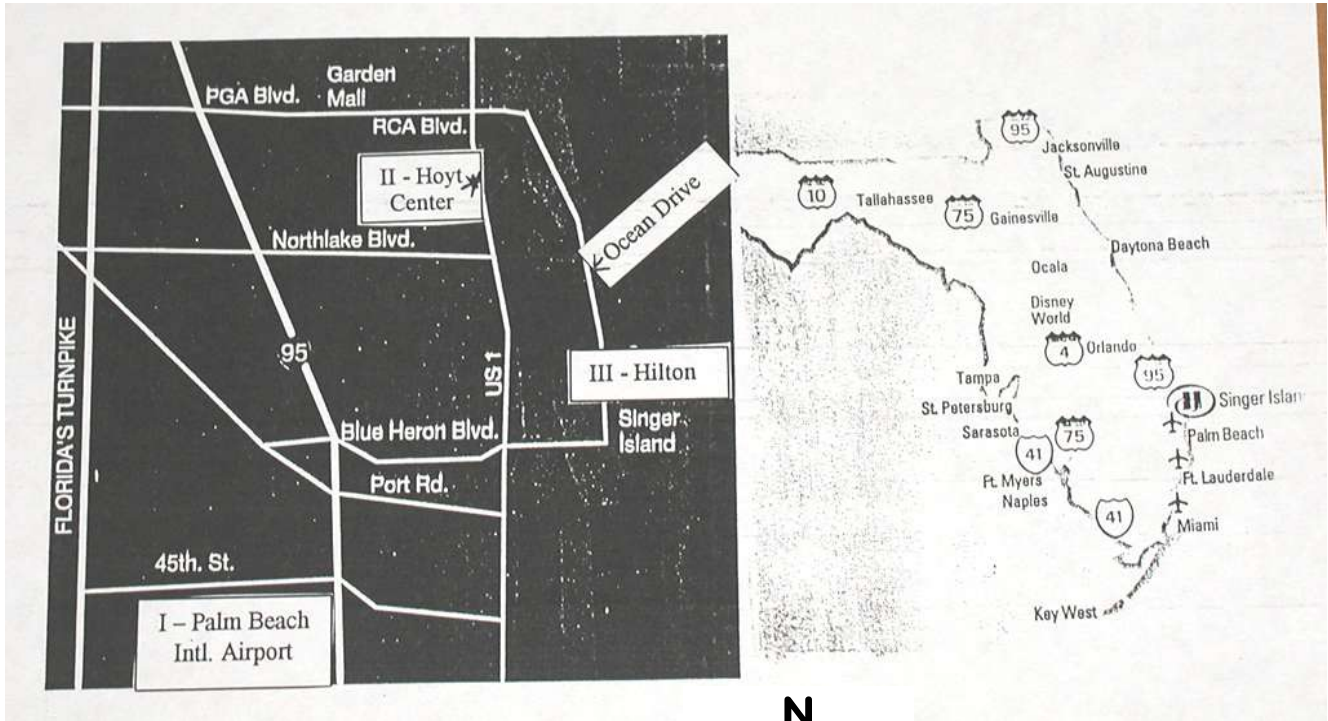 PGA Blvd.
Garden
Mall
RCA Blvd.
II - Hoyt
Center
Ocean Drive
Northlake Blvd.
FLORIDA'S TURNPIKE
95
US 1
III - Hilton
Blue Heron Blvd.
Singer
Island
Port Rd.
45th. St.
I – Palm Beach
Intl. Airport
95
Jacksonville
St. Augustine
10
Tallahassee
75
Gainesville
Daytona Beach
Ocala
Disney
World
4
Orlando
95
Tampa
St. Petersburg
Sarasota
75
41
Ft. Myers
Naples
41
Singer Islan
Palm Beach
Ft. Lauderdale
Miami
Key West
N